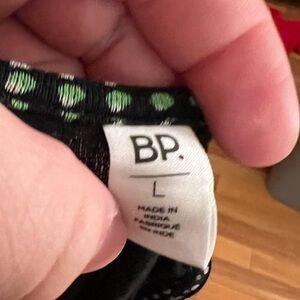 BP.
L
MADE IN
INDIA
FABRIQUÉ
EN INDE